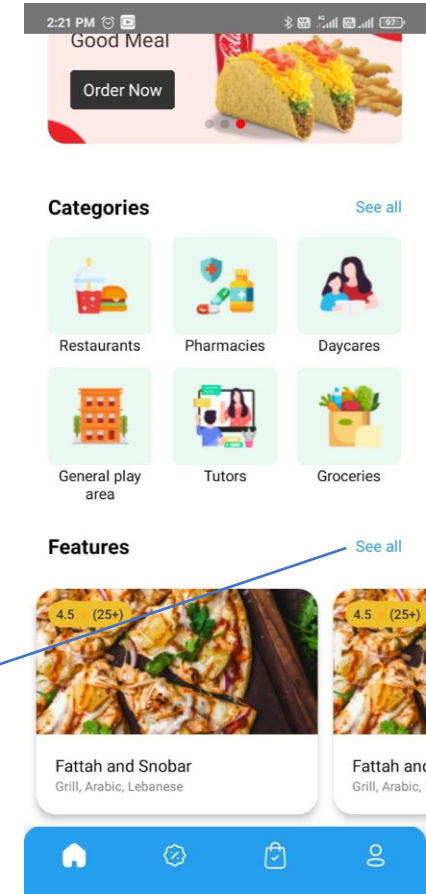 2:21 PM
4G
97
Good Meal
Order Now
Categories
See all
Restaurants
Pharmacies
Daycares
General play
area
Tutors
Groceries
Features
See all
4.5 (25+)
4.5 (25+)
Fattah and Snobar
Grill, Arabic, Lebanese
Fattah and
Grill, Arabic,